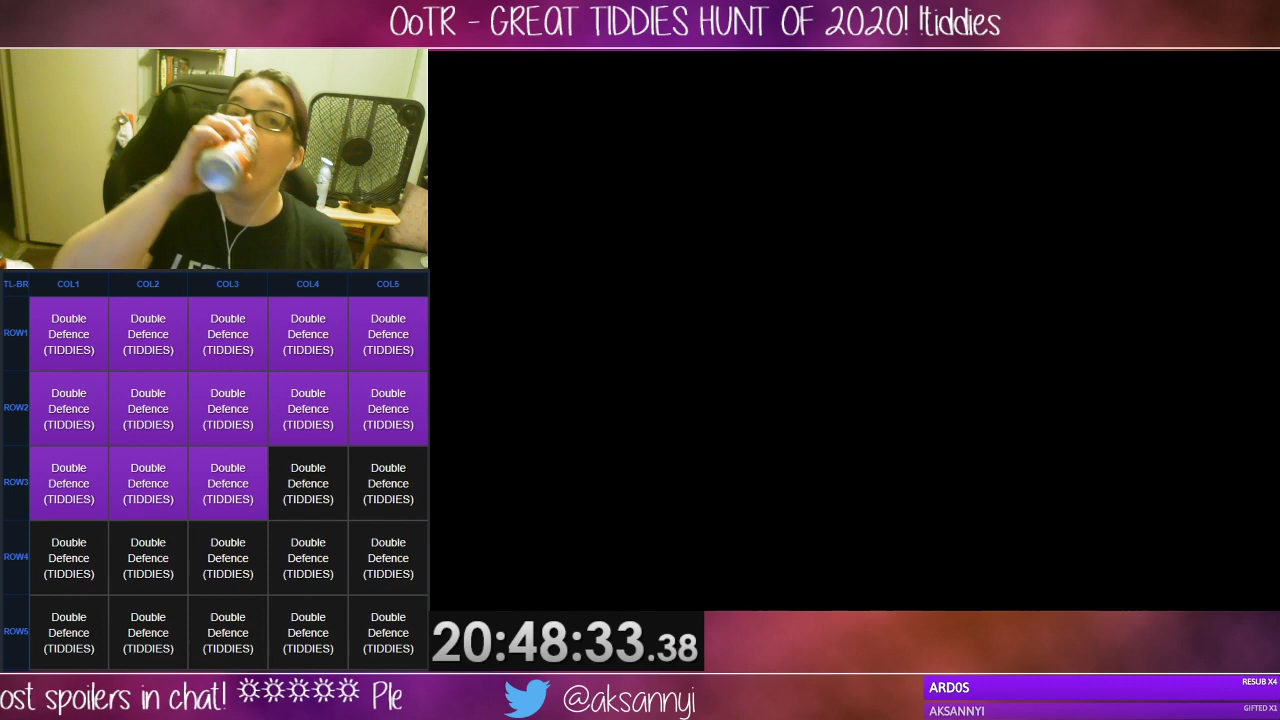 OoTR - GREAT TIDDIES HUNT OF 2020! !tiddies
TL-BR COL1 COL2 COL3 COL4 COL5
ROW1
Double Double Double Double Double
Defence Defence Defence Defence Defence
(TIDDIES) (TIDDIES) (TIDDIES) (TIDDIES) (TIDDIES)
ROW2
Double Double Double Double Double
Defence Defence Defence Defence Defence
(TIDDIES) (TIDDIES) (TIDDIES) (TIDDIES) (TIDDIES)
ROW3
Double Double Double Double Double
Defence Defence Defence Defence Defence
(TIDDIES) (TIDDIES) (TIDDIES) (TIDDIES) (TIDDIES)
ROW4
Double Double Double Double Double
Defence Defence Defence Defence Defence
(TIDDIES) (TIDDIES) (TIDDIES) (TIDDIES) (TIDDIES)
ROW5
Double Double Double Double Double
Defence Defence Defence Defence Defence
(TIDDIES) (TIDDIES) (TIDDIES) (TIDDIES) (TIDDIES)
20:48:33.38
ost spoilers in chat! ☼☼☼☼☼ Ple
@aksannyi
ARD0S RESUB X4
AKSANNYI GIFTED X1